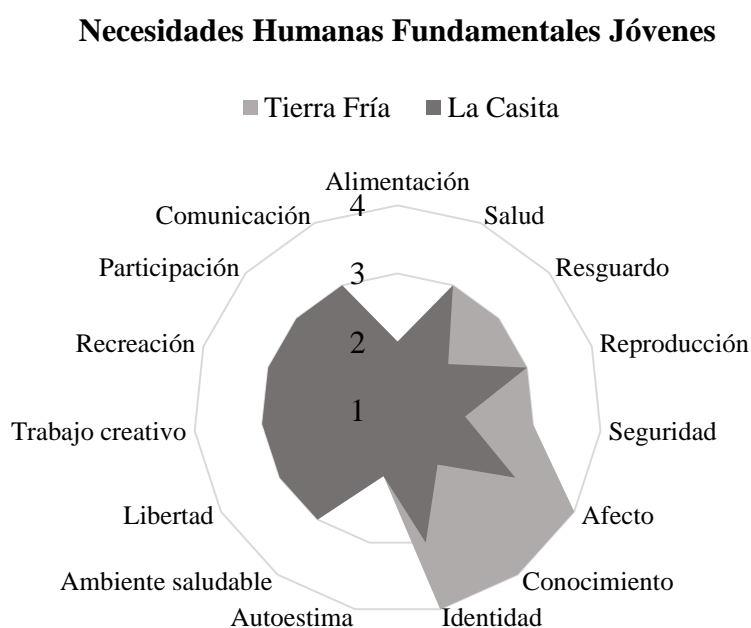 Necesidades Humanas Fundamentales Jóvenes
Tierra Fría La Casita
Alimentación
Salud
Resguardo
Reproducción
Seguridad
Afecto
Conocimiento
Identidad
Autoestima
Ambiente saludable
Libertad
Trabajo creativo
Recreación
Participación
Comunicación
4
3
2
1